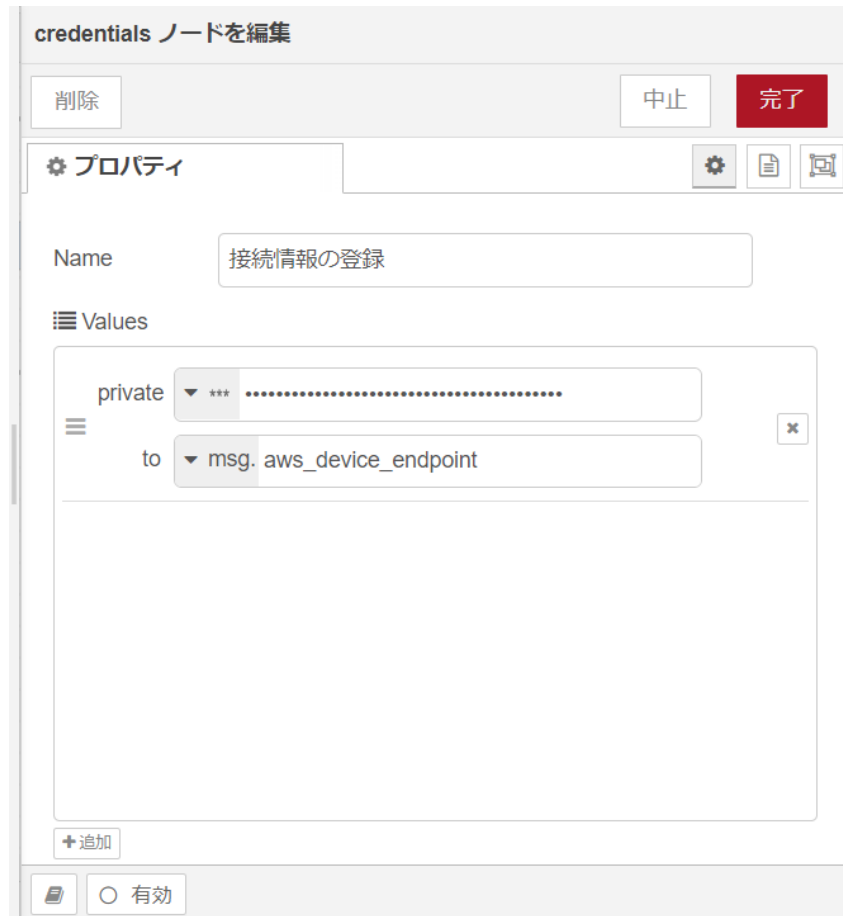 credentials ノードを編集
削除 中止 完了
プロパティ
Name 接続情報の登録
Values
private *** •••••••••••••••••••••••••••••••••••••••••
to msg. aws_device_endpoint
追加
有効